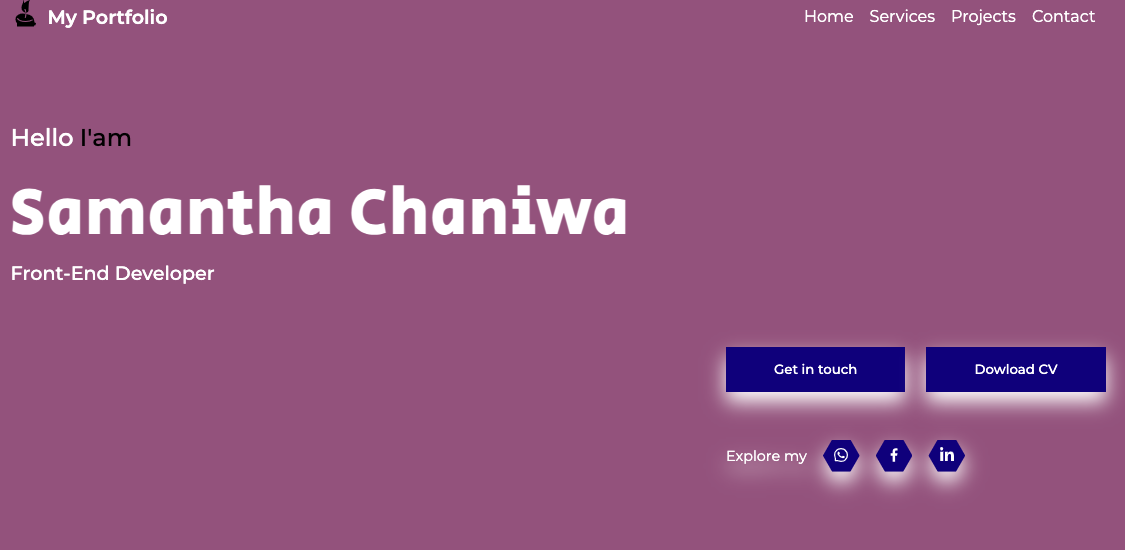 My Portfolio
Home Services Projects Contact
Hello I'am
Samantha Chaniwa
Front-End Developer
Get in touch
Dowload CV
Explore my
f
in